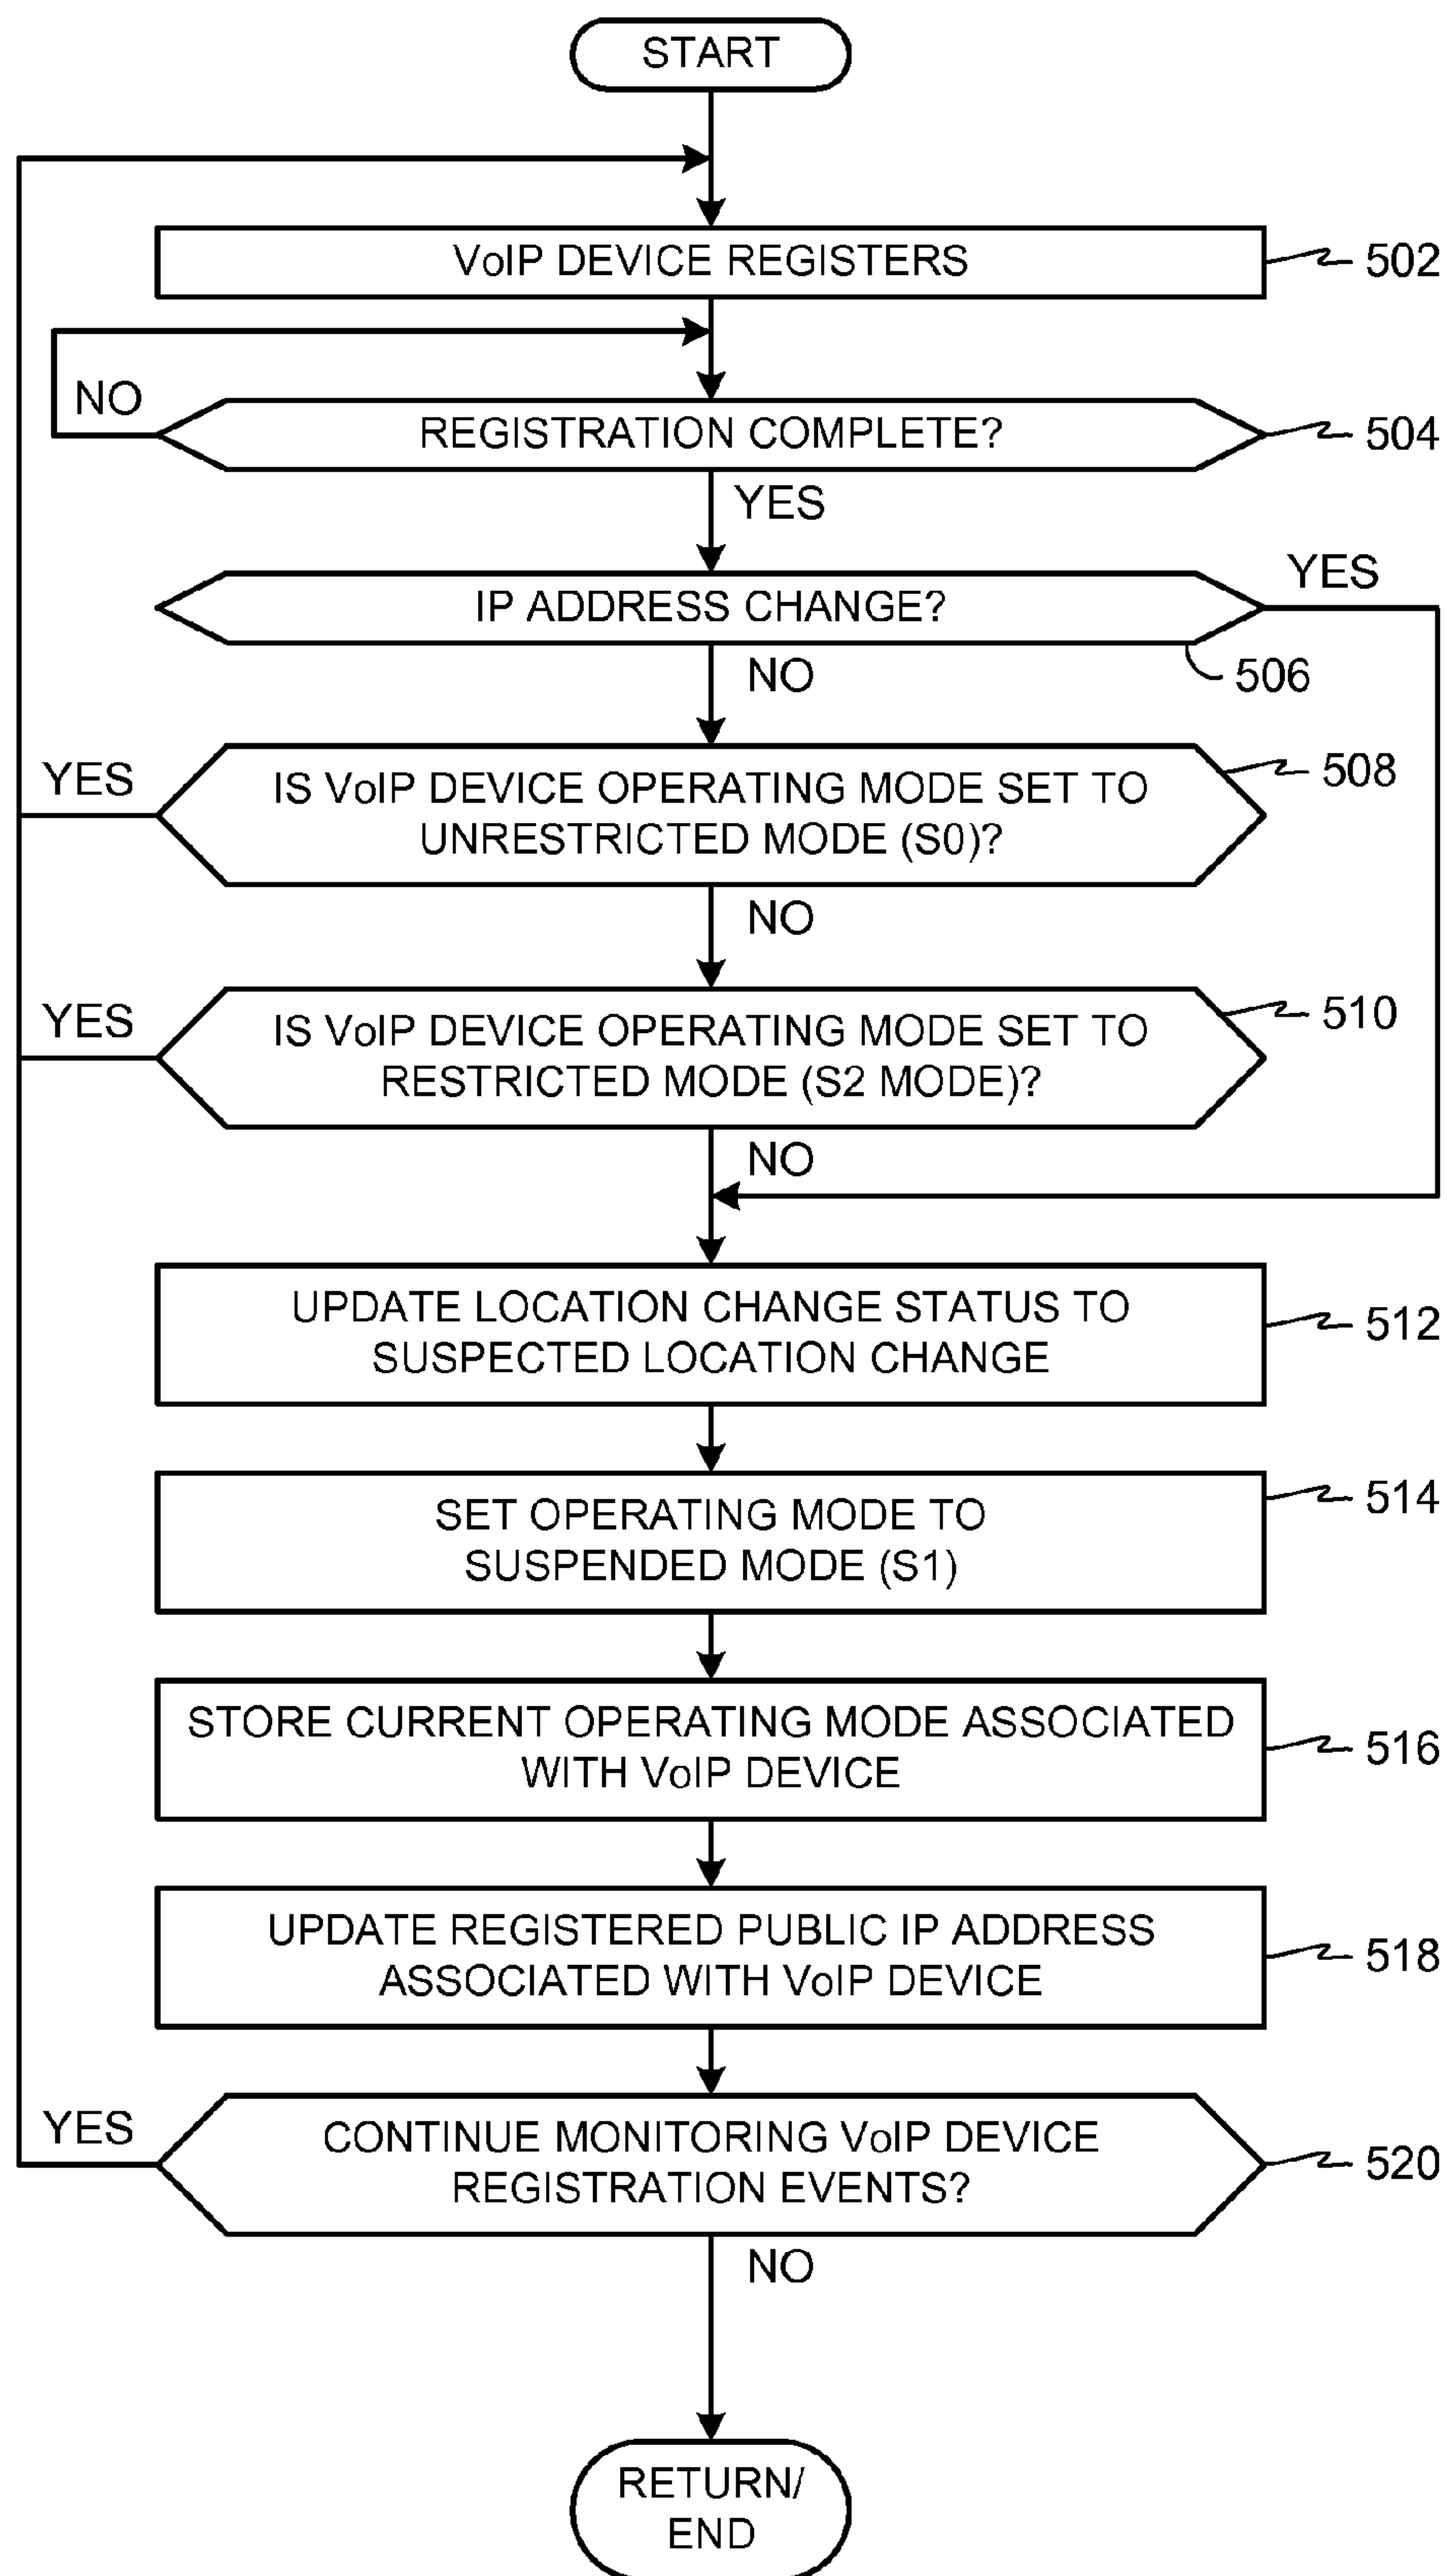 START
VoIP DEVICE REGISTERS
502
NO
REGISTRATION COMPLETE?
504
YES
YES
IP ADDRESS CHANGE?
NO
506
YES
IS VoIP DEVICE OPERATING MODE SET TO
UNRESTRICTED MODE (S0)?
508
NO
YES
IS VoIP DEVICE OPERATING MODE SET TO
RESTRICTED MODE (S2 MODE)?
510
NO
UPDATE LOCATION CHANGE STATUS TO
SUSPECTED LOCATION CHANGE
512
SET OPERATING MODE TO
SUSPENDED MODE (S1)
514
STORE CURRENT OPERATING MODE ASSOCIATED
WITH VoIP DEVICE
516
UPDATE REGISTERED PUBLIC IP ADDRESS
ASSOCIATED WITH VoIP DEVICE
518
YES
CONTINUE MONITORING VoIP DEVICE
REGISTRATION EVENTS?
520
NO
RETURN/
END